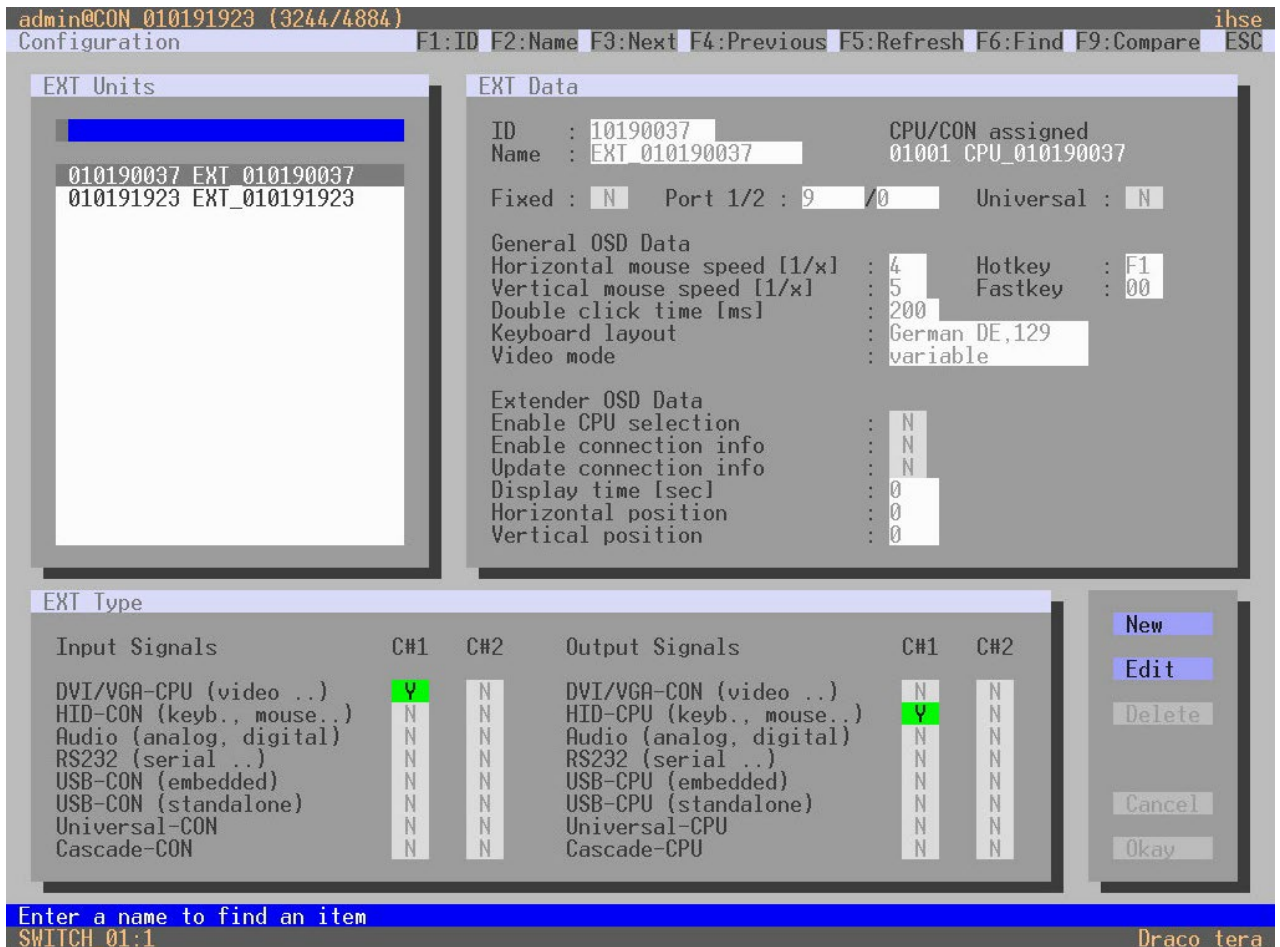 admin@CON_010191923 (3244/4884) ihse
Configuration F1:ID F2:Name F3:Next F4:Previous F5:Refresh F6:Find F9:Compare ESC
EXT Units
010190037 EXT_010190037
010191923 EXT_010191923
EXT Data
ID : 10190037 CPU/CON assigned
Name : EXT_010190037 01001 CPU_010190037
Fixed : N Port 1/2 : 9 /0 Universal : N
General OSD Data
Horizontal mouse speed [1/x] : 4 Hotkey : F1
Vertical mouse speed [1/x] : 5 Fastkey : 00
Double click time [ms] : 200
Keyboard layout : German DE,129
Video mode : variable
Extender OSD Data
Enable CPU selection : N
Enable connection info : N
Update connection info : N
Display time [sec] : 0
Horizontal position : 0
Vertical position : 0
EXT Type
Input Signals C#1 C#2 Output Signals C#1 C#2
DVI/VGA-CPU (video ..) Y N DVI/VGA-CON (video ..) N N
HID-CON (keyb., mouse..) N N HID-CPU (keyb., mouse..) Y N
Audio (analog, digital) N N Audio (analog, digital) N N
RS232 (serial ..) N N RS232 (serial ..) N N
USB-CON (embedded) N N USB-CPU (embedded) N N
USB-CON (standalone) N N USB-CPU (standalone) N N
Universal-CON N N Universal-CPU N N
Cascade-CON N N Cascade-CPU N N
New
Edit
Delete
Cancel
Okay
Enter a name to find an item
SWITCH 01:1 Draco tera